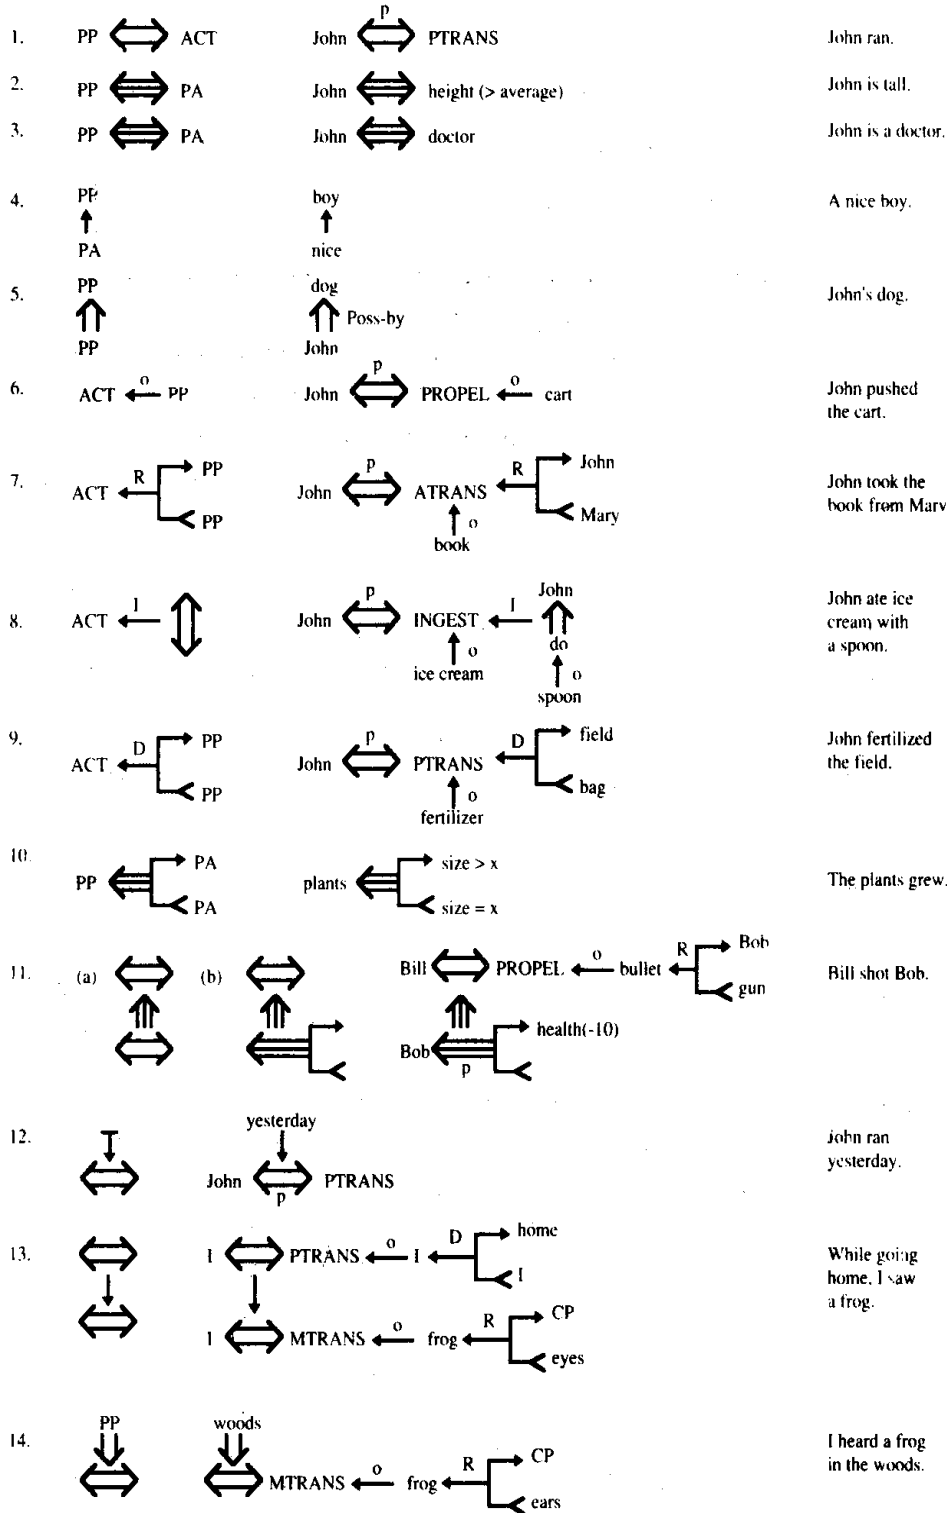 p
1. PP ACT John PTRANS John ran.
2. PP PA John height (> average) John is tall.
3. PP PA John doctor John is a doctor.
4. PP boy A nice boy.
PA nice
5. PP dog John's dog.
Poss-by
PP John
p
6. ACT o PP John PROPEL o cart John pushed
the cart.
7. ACT R PP John p ATRANS R John John took the
PP o Mary book from Mary
book
8. ACT I John p INGEST I John John ate ice
o do cream with
ice cream o a spoon.
spoon
9. ACT D PP John p PTRANS D field John fertilized
PP o bag the field.
fertilizer
10. PA size > x
PP plants The plants grew.
PA size = x
11. (a) (b) Bill PROPEL o bullet R Bob Bill shot Bob.
gun
Bob health(-10)
p
12. T yesterday John ran
John PTRANS yesterday.
p
13. I PTRANS o I D home While going
I home, I saw
a frog.
I MTRANS o frog R CP
eyes
14. PP woods I heard a frog
MTRANS o frog R CP in the woods.
ears